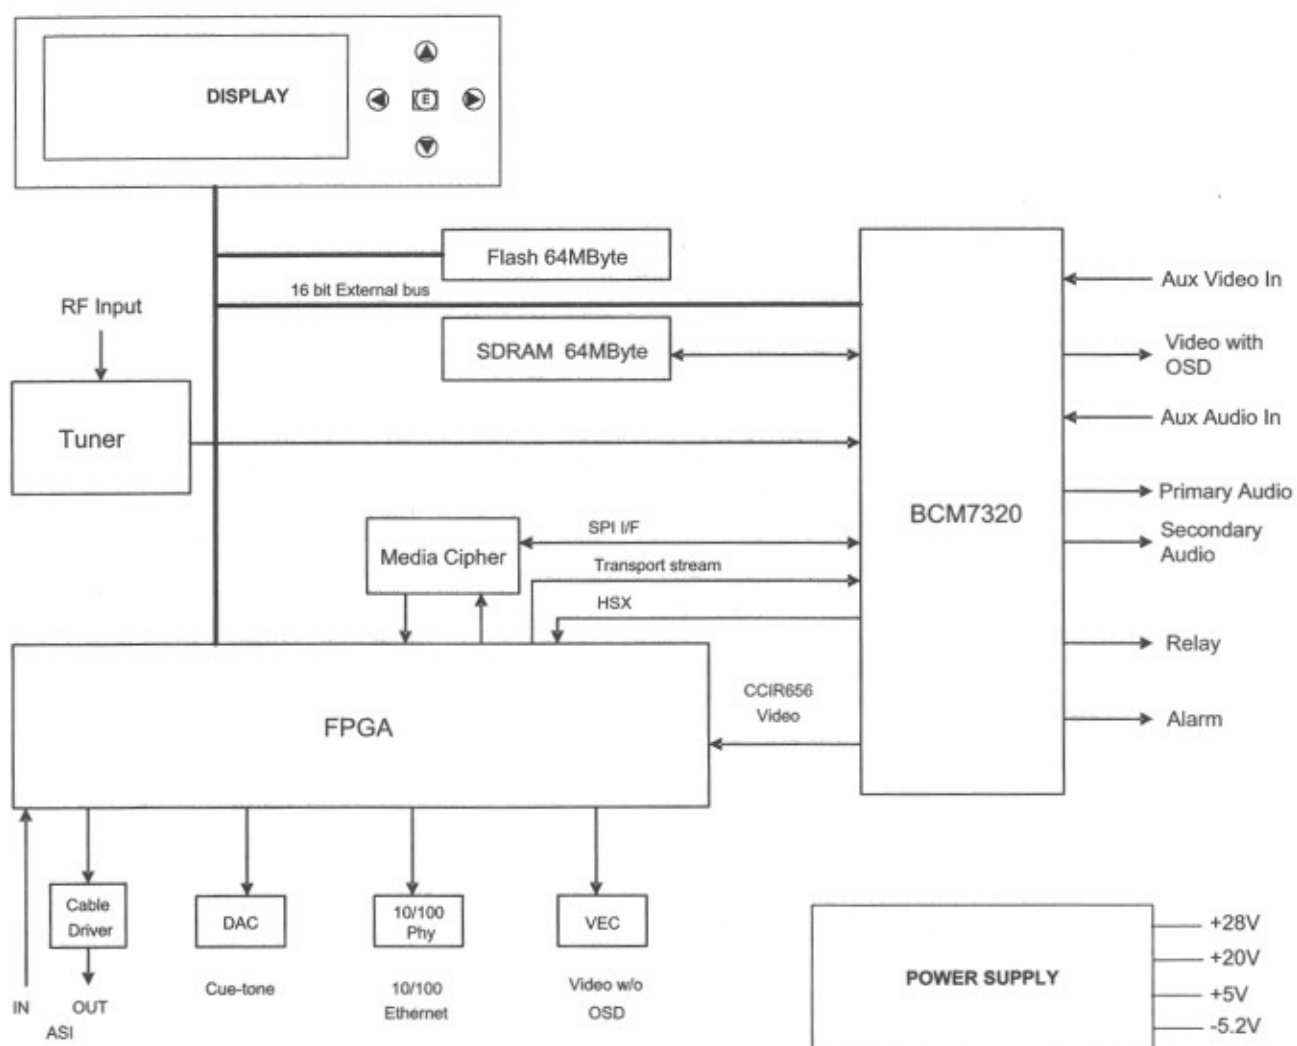 DISPLAY
E
Flash 64MByte
16 bit External bus
RF Input
SDRAM 64MByte
Tuner
Aux Video In
Video with
OSD
Aux Audio In
Primary Audio
Secondary
Audio
Relay
Alarm
BCM7320
SPI I/F
Media Cipher
Transport stream
HSX
CCIR656
Video
FPGA
Cable
Driver
DAC
10/100
Phy
VEC
IN
OUT
ASI
Cue-tone
10/100
Ethernet
Video w/o
OSD
POWER SUPPLY
+28V
+20V
+5V
-5.2V